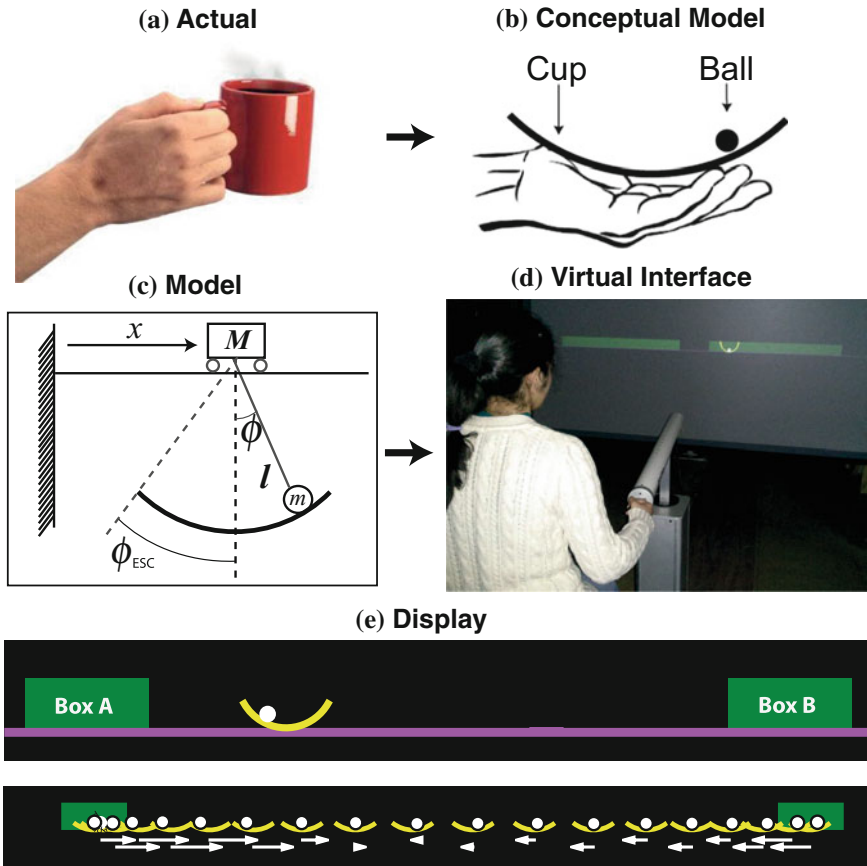 (a) Actual
(b) Conceptual Model
Cup
Ball
(c) Model
x
M
ϕ
l
m
ϕESC
(d) Virtual Interface
(e) Display
Box A
Box B